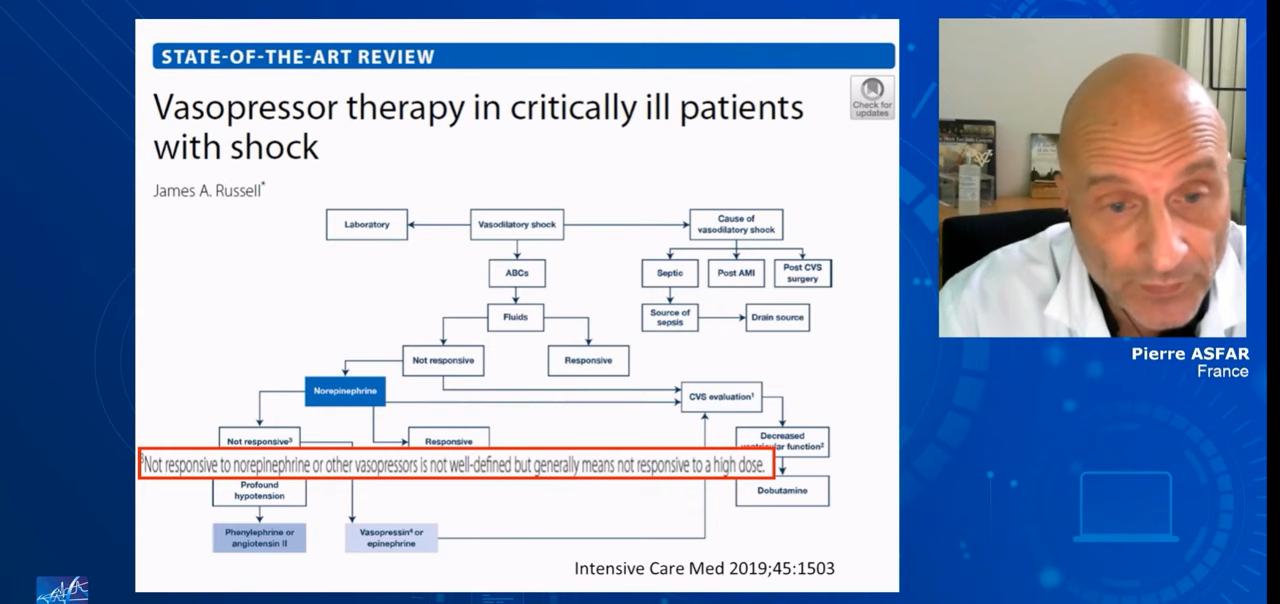 STATE-OF-THE-ART REVIEW
Vasopressor therapy in critically ill patients
with shock
Check for
updates
James A. Russell*
Laboratory
Vasodilatory shock
Cause of
vasodilatory shock
ABCs
Septic
Post AMI
Post CVS
surgery
Fluids
Source of
sepsis
Drain source
Not responsive
Responsive
Norepinephrine
CVS evaluation¹
Not responsive³
Responsive
Decreased
ventricular function²
³Not responsive to norepinephrine or other vasopressors is not well-defined but generally means not responsive to a high dose.
Profound
hypotension
Dobutamine
Phenylephrine or
angiotensin II
Vasopressin⁴ or
epinephrine
Intensive Care Med 2019;45:1503
Pierre ASFAR
France